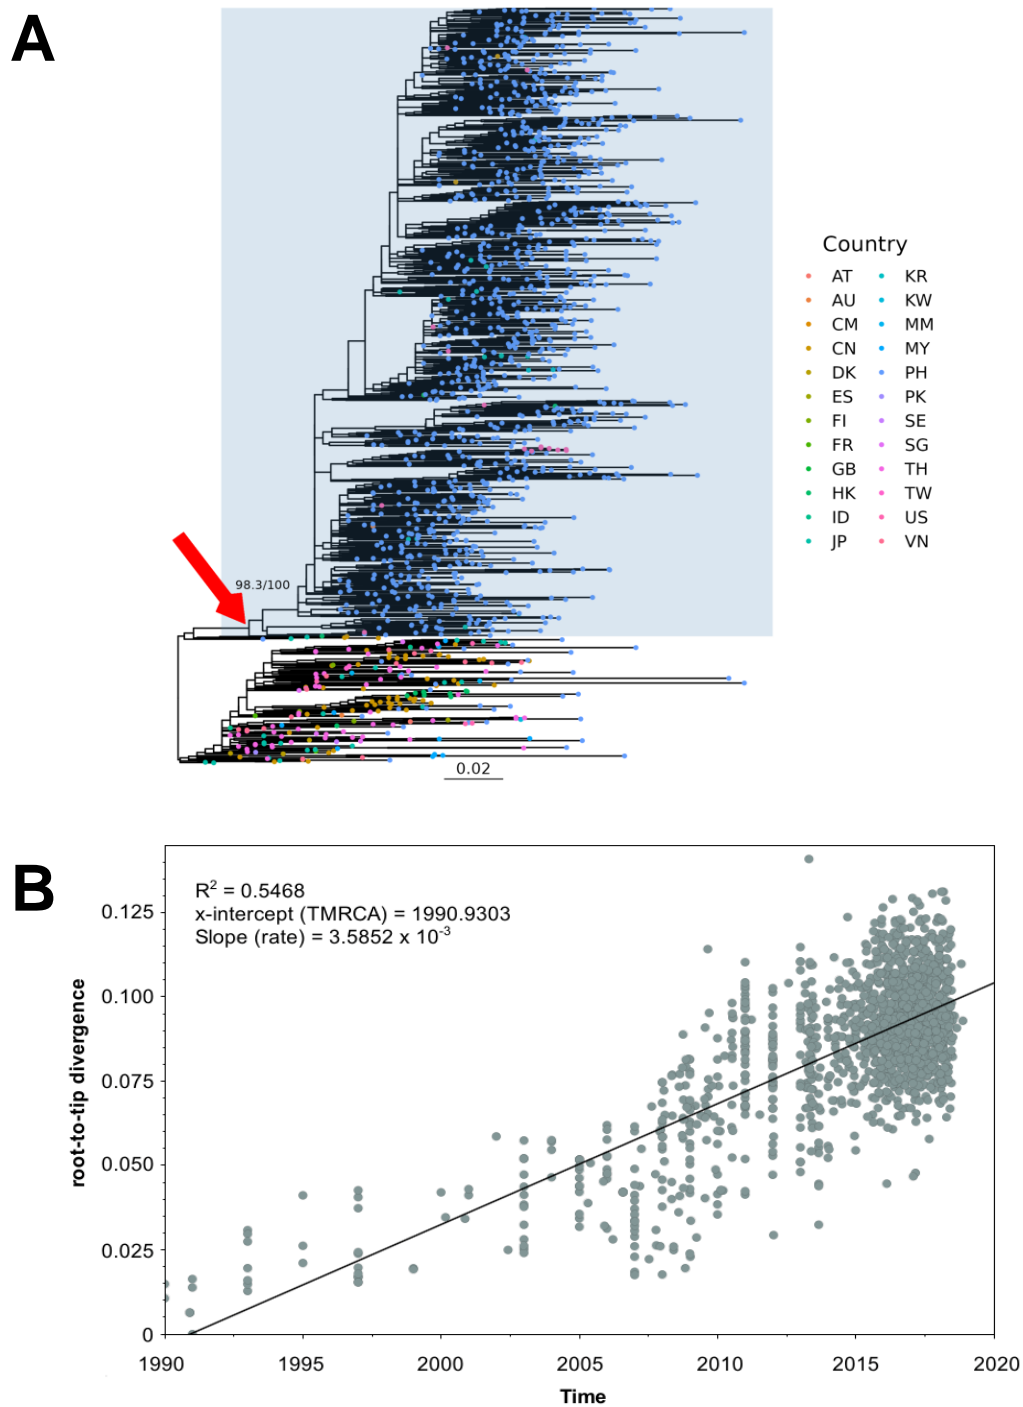 A
98.3/100
0.02
Country
AT KR
AU KW
CM MM
CN MY
DK PH
ES PK
FI SE
FR SG
GB TH
HK TW
ID US
JP VN
B
R² = 0.5468
x-intercept (TMRCA) = 1990.9303
Slope (rate) = 3.5852 x 10⁻³
0.125
0.100
0.075
0.050
0.025
0
root-to-tip divergence
1990 1995 2000 2005 2010 2015 2020
Time